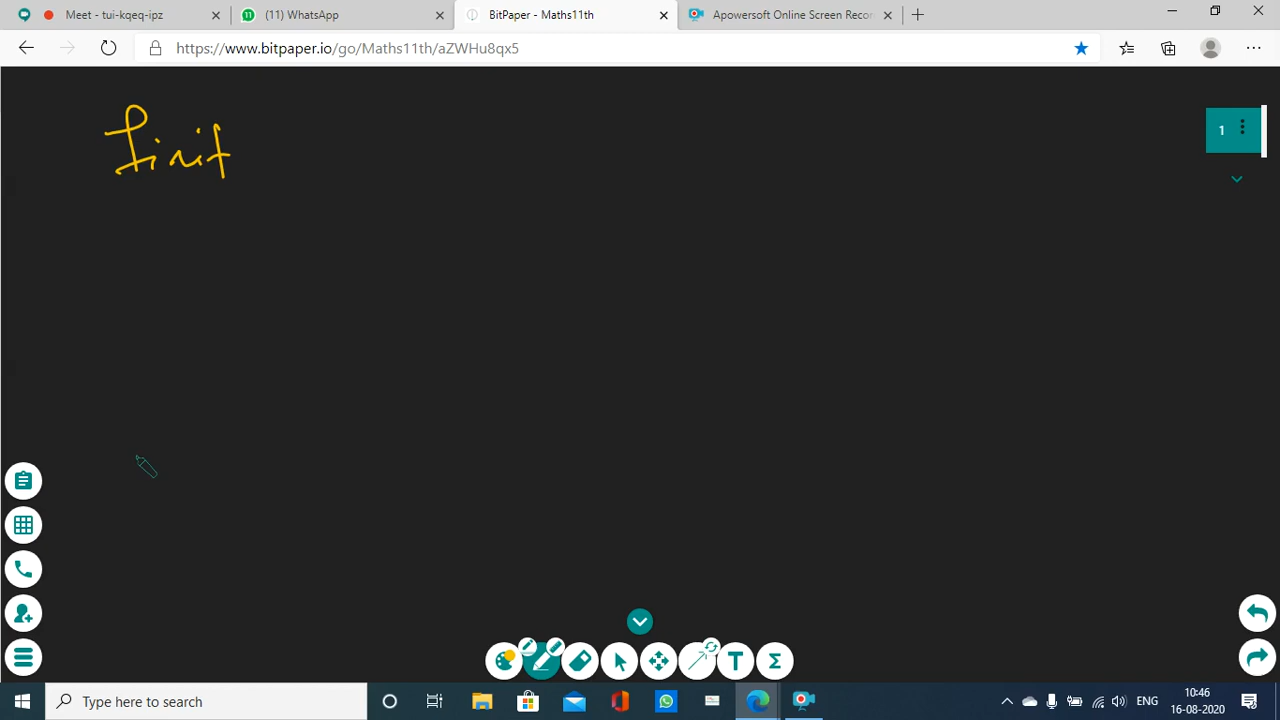 Meet - tui-kqeq-ipz
(11) WhatsApp
BitPaper - Maths11th
Apowersoft Online Screen Recor
https://www.bitpaper.io/go/Maths11th/aZWHu8qx5
Limit
1
T
Σ
Type here to search
ENG
10:46
16-08-2020